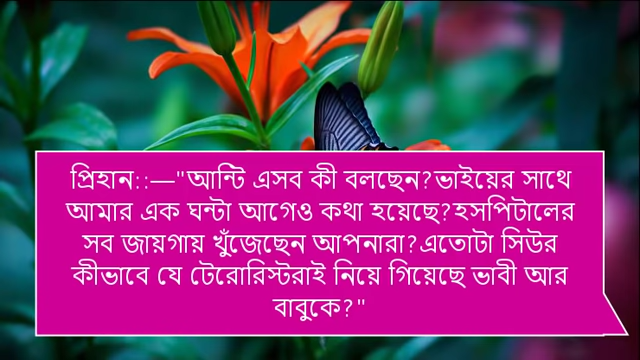 প্রিহান::—"আন্টি এসব কী বলছেন?ভাইয়ের সাথে
আমার এক ঘন্টা আগেও কথা হয়েছে?হসপিটালের
সব জায়গায় খুঁজেছেন আপনারা?এতোটা সিউর
কীভাবে যে টেরোরিস্টরাই নিয়ে গিয়েছে ভাবী আর
বাবুকে?"